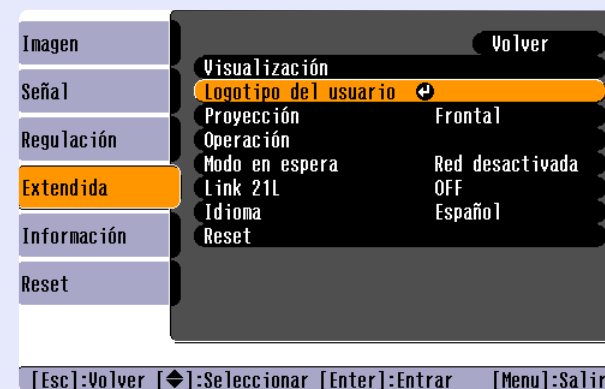 Imagen
Señal
Regulación
Extendida
Información
Reset
Volver
Visualización
Logotipo del usuario
Proyección Frontal
Operación
Modo en espera Red desactivada
Link 21L OFF
Idioma Español
Reset
[Esc]:Volver [◆]:Seleccionar [Enter]:Entrar [Menu]:Salir